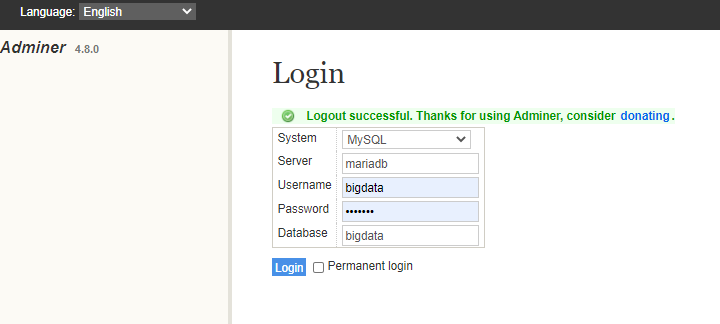 Language: English
Adminer 4.8.0
Login
Logout successful. Thanks for using Adminer, consider donating.
System MySQL
Server mariadb
Username bigdata
Password •••••••
Database bigdata
Login Permanent login